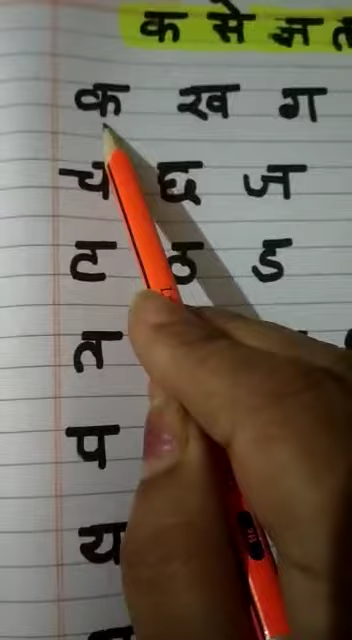 क से ज्ञ
क ख ग
च छ ज
ट ठ ड
त
प
य